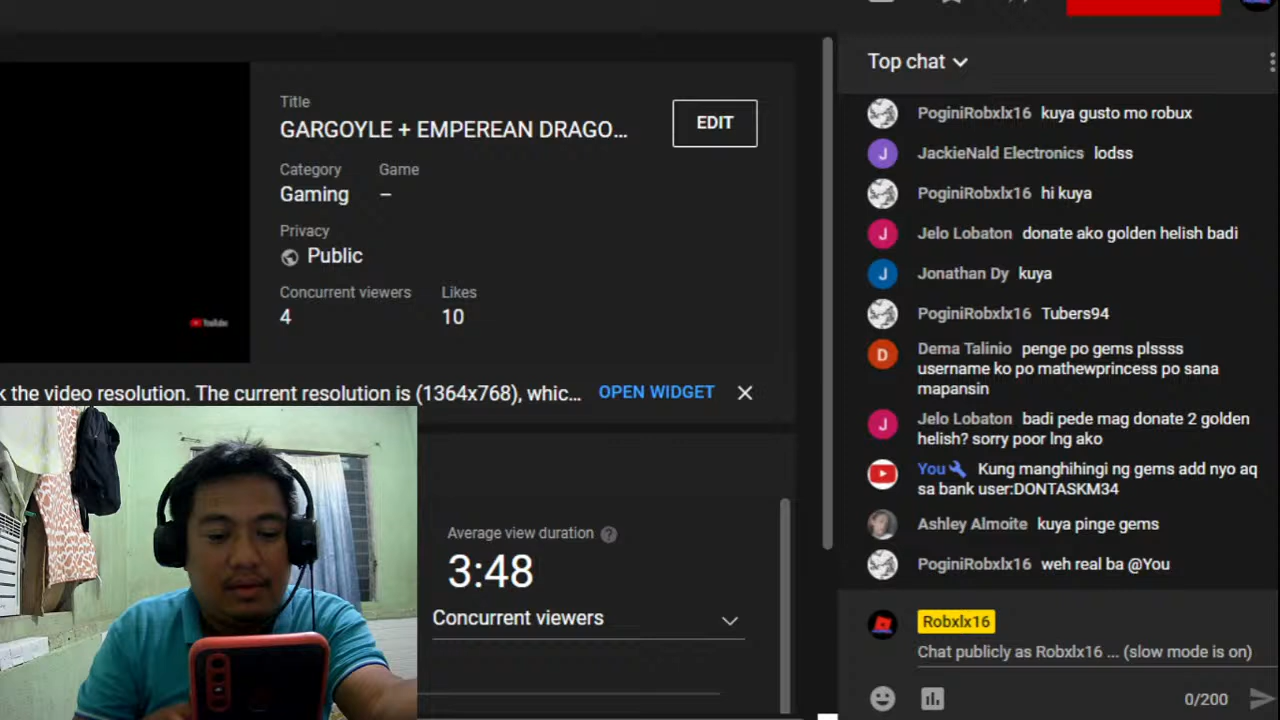 Title
GARGOYLE + EMPEREAN DRAGO...
EDIT
Category Game
Gaming –
Privacy
Public
Concurrent viewers Likes
4 10
k the video resolution. The current resolution is (1364x768), whic... OPEN WIDGET
Average view duration
3:48
Concurrent viewers
YouTube
Top chat
PoginiRobxlx16 kuya gusto mo robux
J JackieNald Electronics lodss
PoginiRobxlx16 hi kuya
J Jelo Lobaton donate ako golden helish badi
J Jonathan Dy kuya
PoginiRobxlx16 Tubers94
D Dema Talinio penge po gems plssss
username ko po mathewprincess po sana
mapansin
J Jelo Lobaton badi pede mag donate 2 golden
helish? sorry poor lng ako
You Kung manghihingi ng gems add nyo aq
sa bank user:DONTASKM34
Ashley Almoite kuya pinge gems
PoginiRobxlx16 weh real ba @You
Robxlx16
Chat publicly as Robxlx16 ... (slow mode is on)
0/200